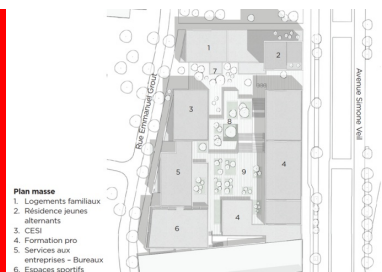 Rue Emmanuel Grout
Avenue Simone Veil
1
2
7
3
8
5
9
4
4
6
Plan masse
1. Logements familiaux
2. Résidence jeunes
alternants
3. CESI
4. Formation pro
5. Services aux
entreprises – Bureaux
6. Espaces sportifs